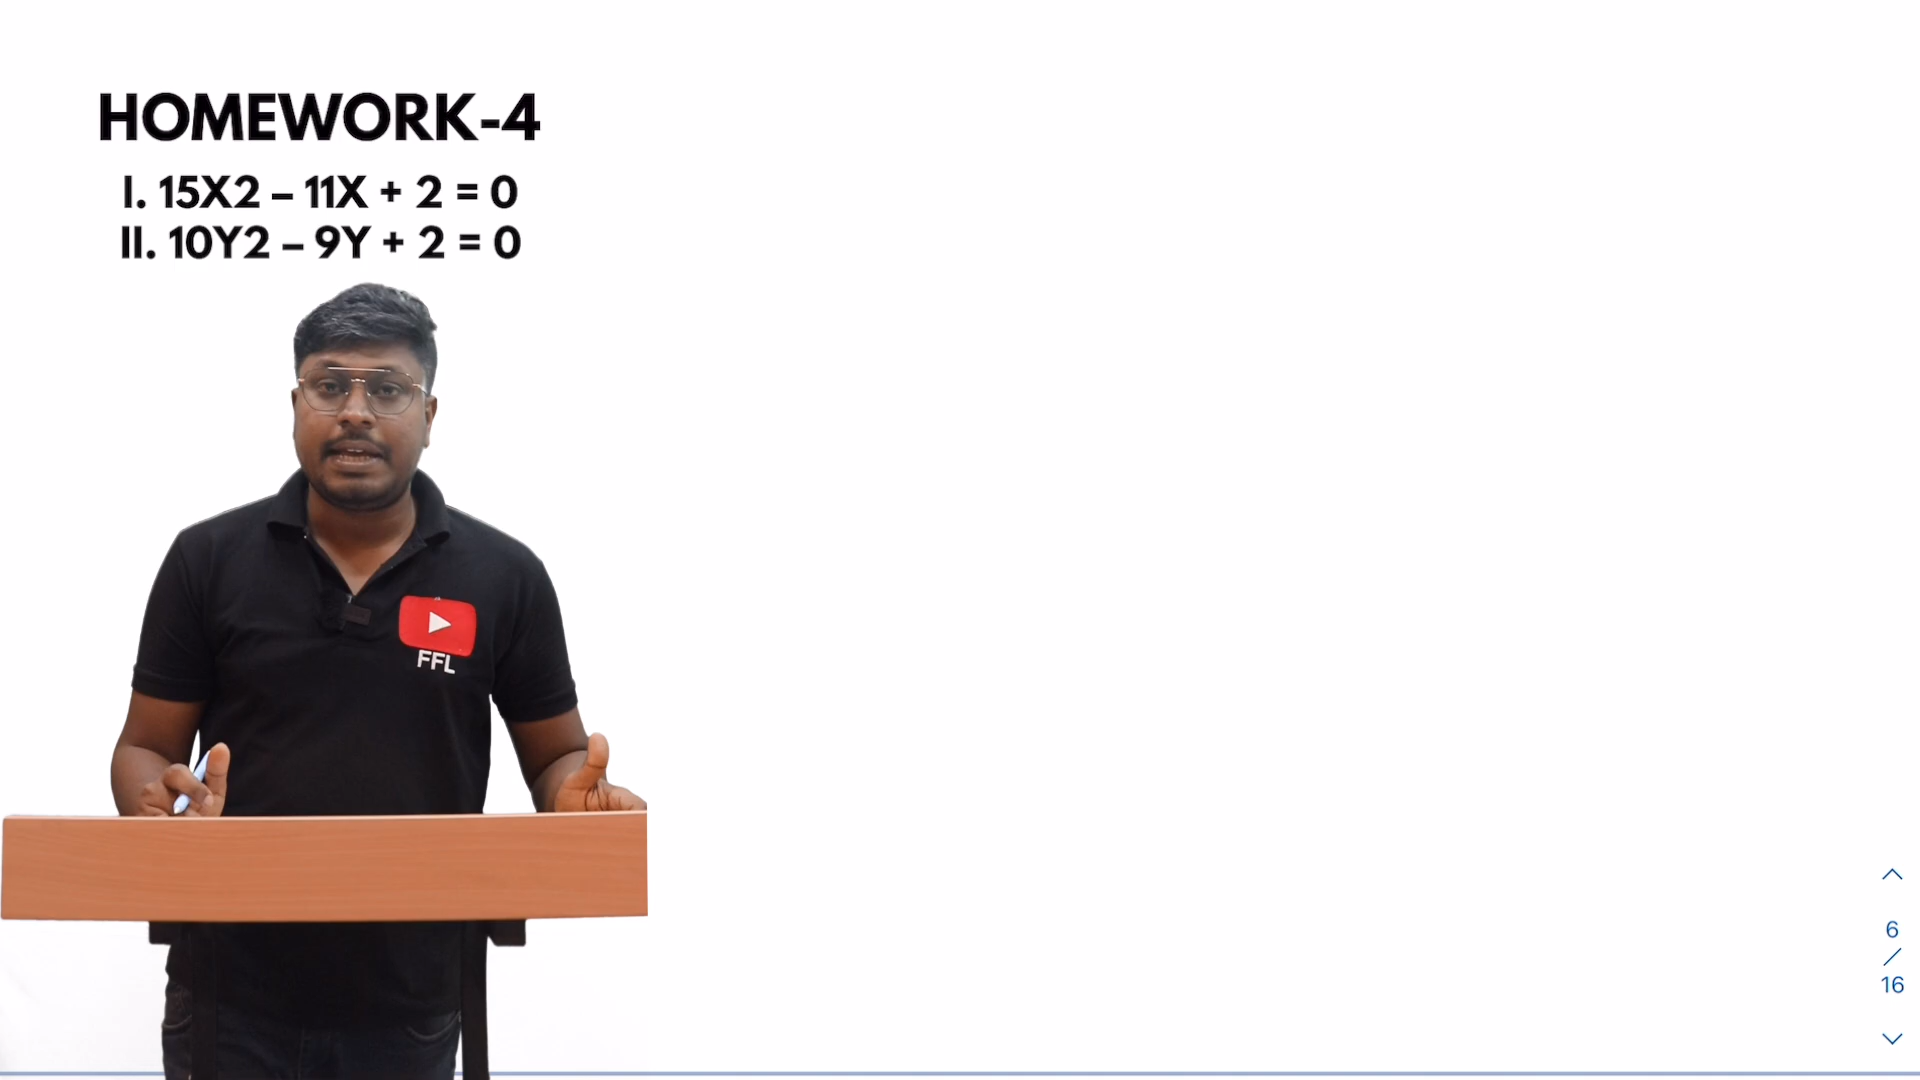 HOMEWORK-4
I. 15X2 – 11X + 2 = 0
II. 10Y2 – 9Y + 2 = 0
FFL
6
/
16